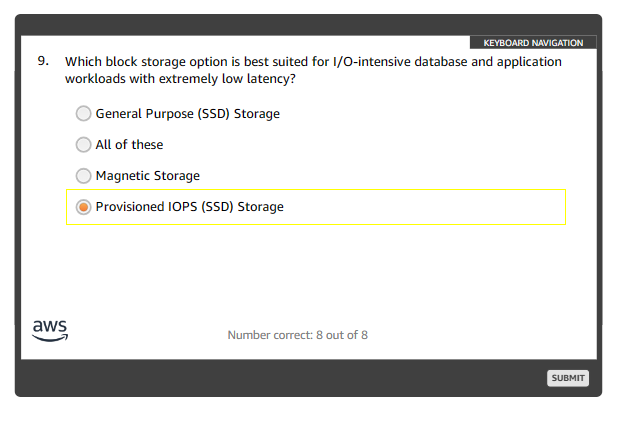 KEYBOARD NAVIGATION
9. Which block storage option is best suited for I/O-intensive database and application
workloads with extremely low latency?
General Purpose (SSD) Storage
All of these
Magnetic Storage
Provisioned IOPS (SSD) Storage
aws
Number correct: 8 out of 8
SUBMIT